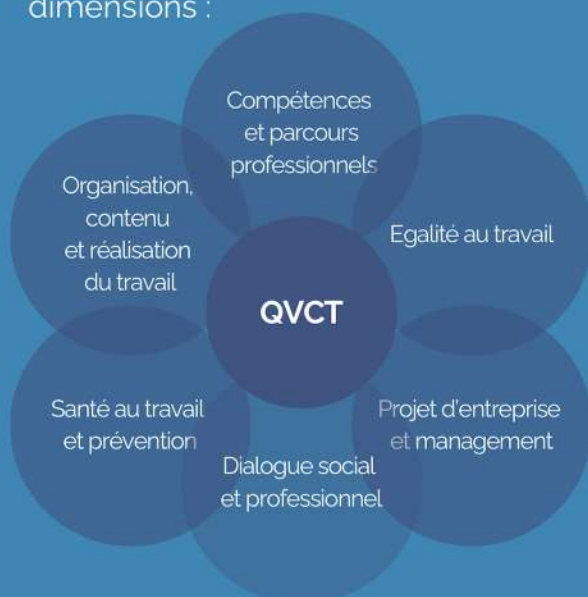 dimensions :
Compétences
et parcours
professionnels
Organisation,
contenu
et réalisation
du travail
Egalité au travail
QVCT
Santé au travail
et prévention
Projet d'entreprise
et management
Dialogue social
et professionnel